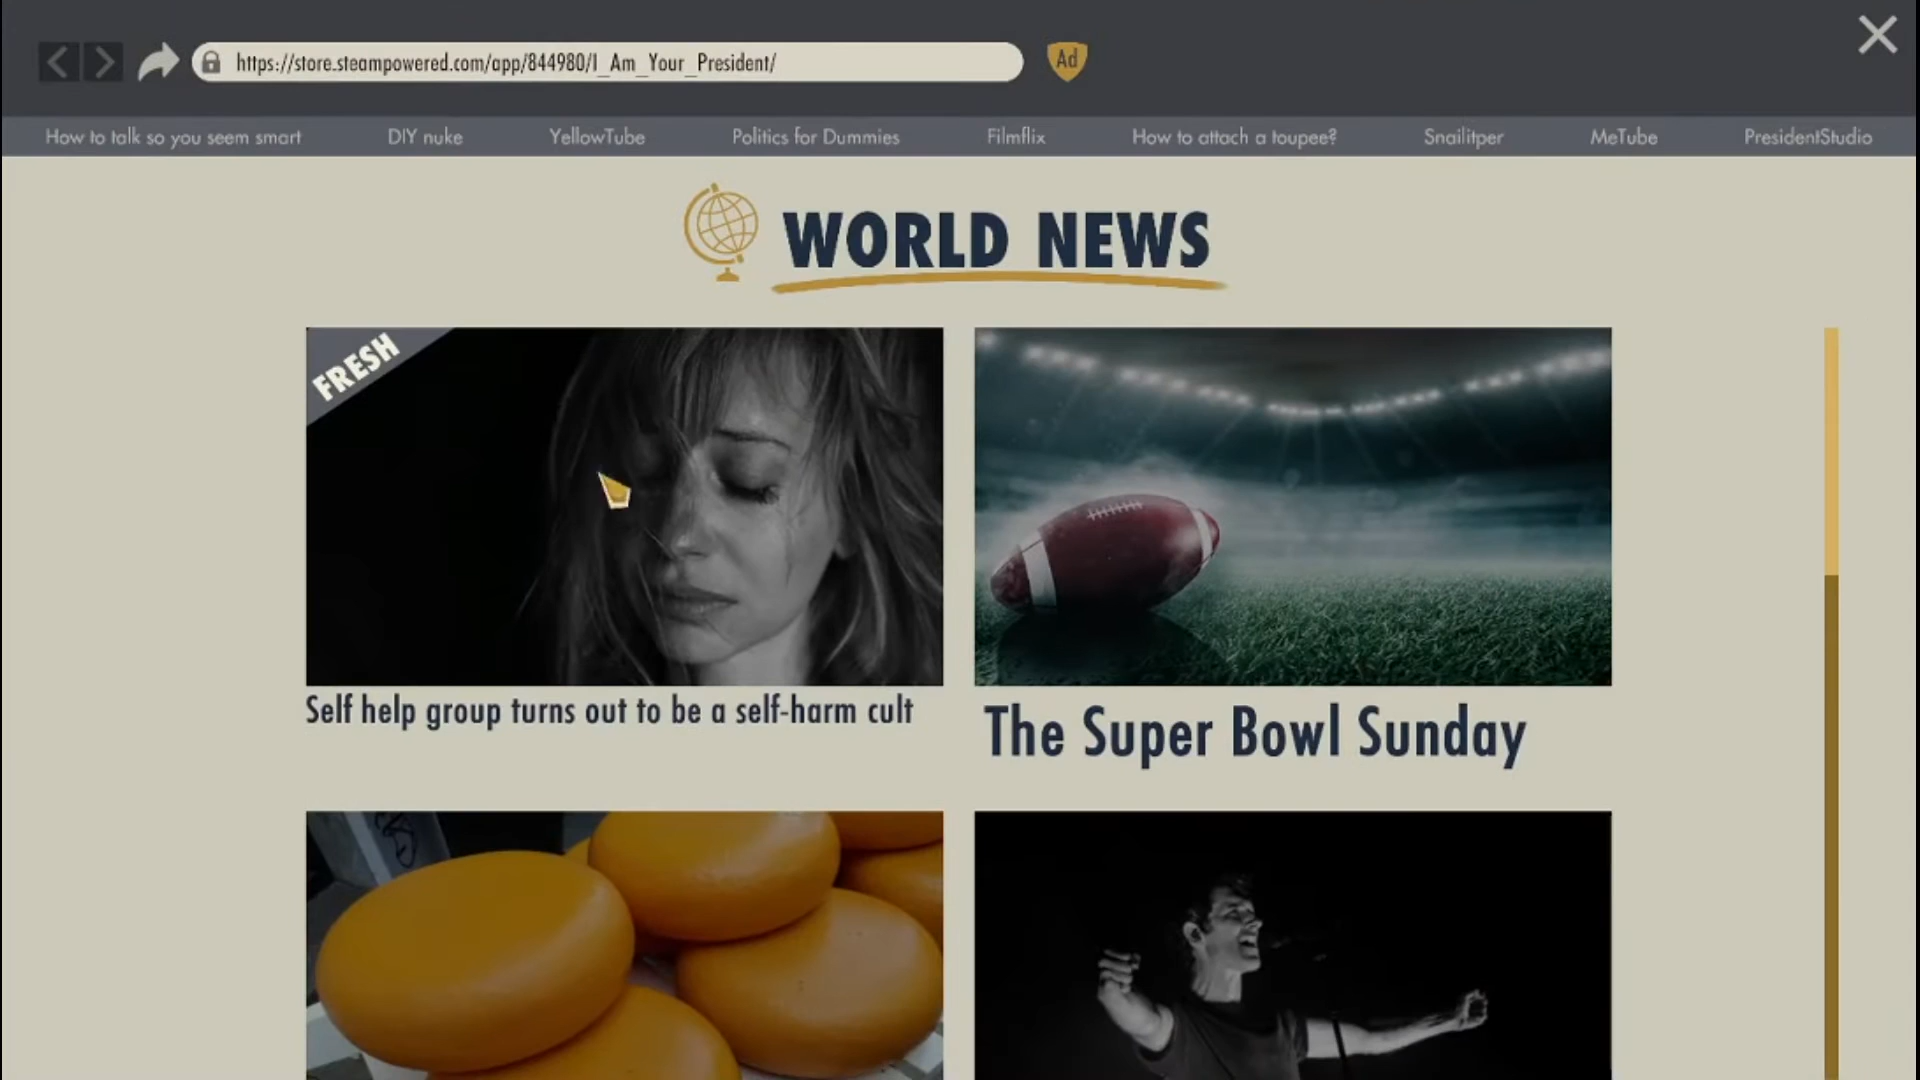 https://store.steampowered.com/app/844980/I_Am_Your_President/
Ad
How to talk so you seem smart
DIY nuke
YellowTube
Politics for Dummies
Filmflix
How to attach a toupee?
Snailitper
MeTube
PresidentStudio
WORLD NEWS
FRESH
Self help group turns out to be a self-harm cult
The Super Bowl Sunday